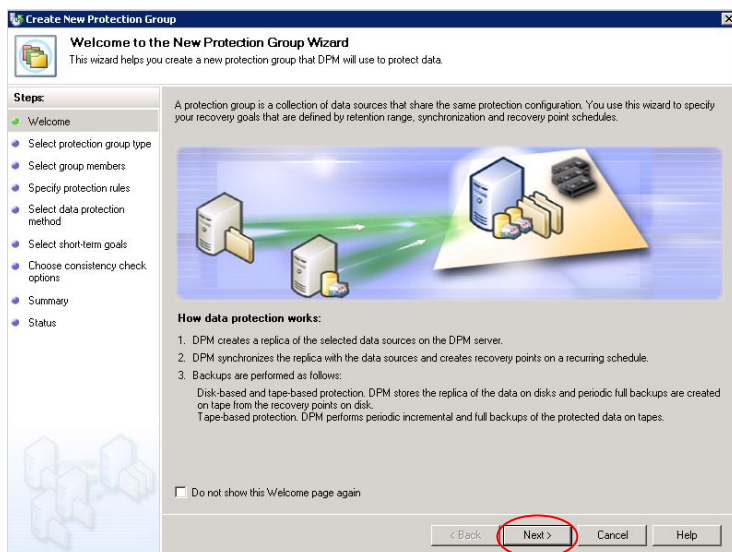 Create New Protection Group
Welcome to the New Protection Group Wizard
This wizard helps you create a new protection group that DPM will use to protect data.
Steps:
Welcome
Select protection group type
Select group members
Specify protection rules
Select data protection
method
Select short-term goals
Choose consistency check
options
Summary
Status
A protection group is a collection of data sources that share the same protection configuration. You use this wizard to specify
your recovery goals that are defined by retention range, synchronization and recovery point schedules.
How data protection works:
1. DPM creates a replica of the selected data sources on the DPM server.
2. DPM synchronizes the replica with the data sources and creates recovery points on a recurring schedule.
3. Backups are performed as follows:
Disk-based and tape-based protection. DPM stores the replica of the data on disks and periodic full backups are created
on tape from the recovery points on disk.
Tape-based protection. DPM performs periodic incremental and full backups of the protected data on tapes.
Do not show this Welcome page again
< Back
Next >
Cancel
Help